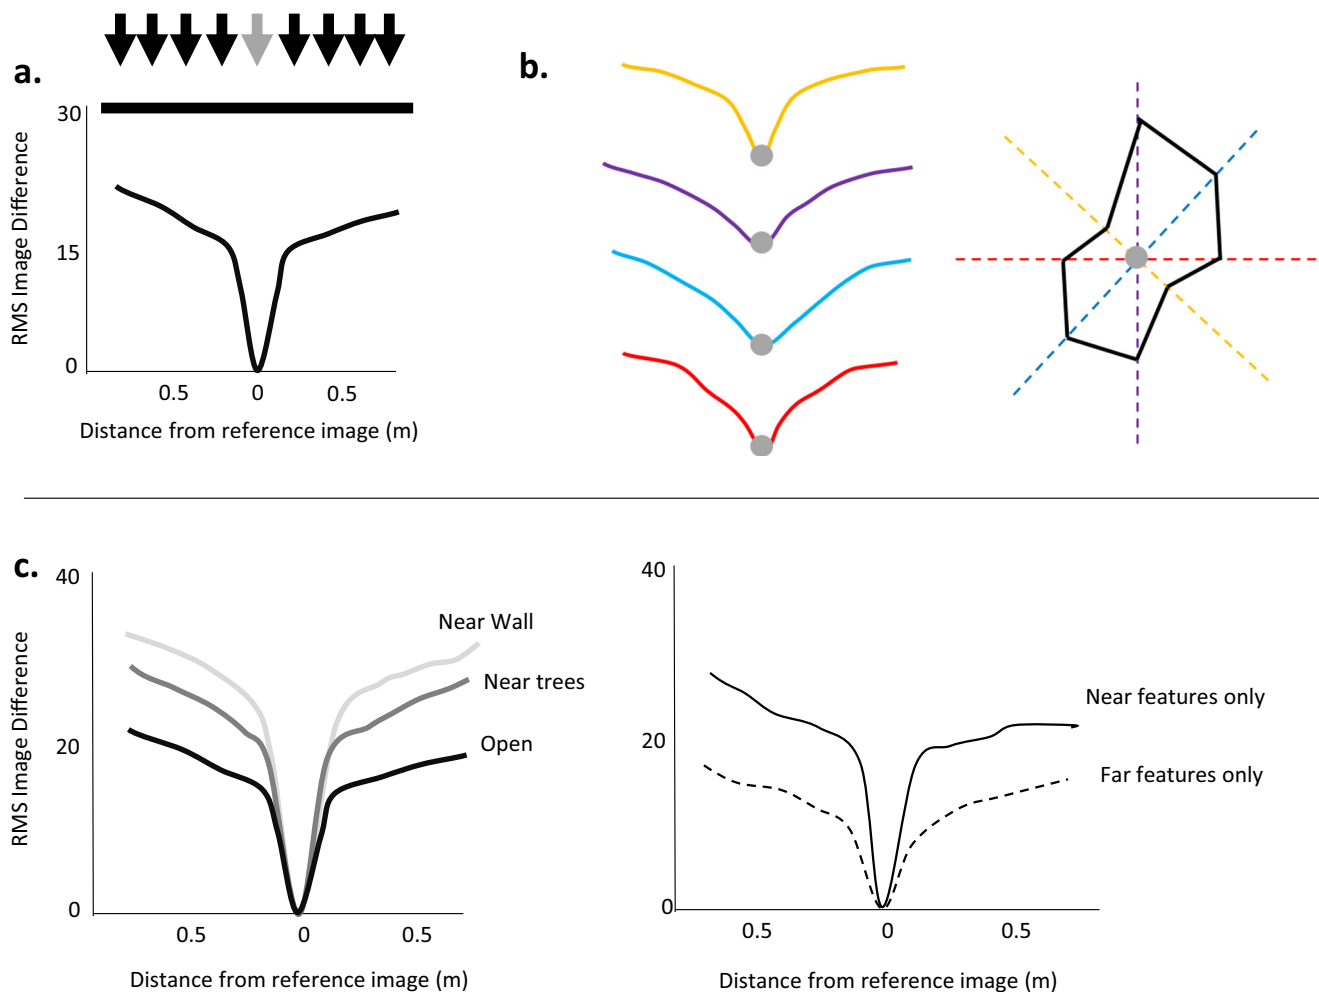 a.
30
15
0
RMS Image Difference
0.5 0 0.5
Distance from reference image (m)
b.
c.
40
20
0
RMS Image Difference
Near Wall
Near trees
Open
0.5 0 0.5
Distance from reference image (m)
40
20
0
Near features only
Far features only
0.5 0 0.5
Distance from reference image (m)